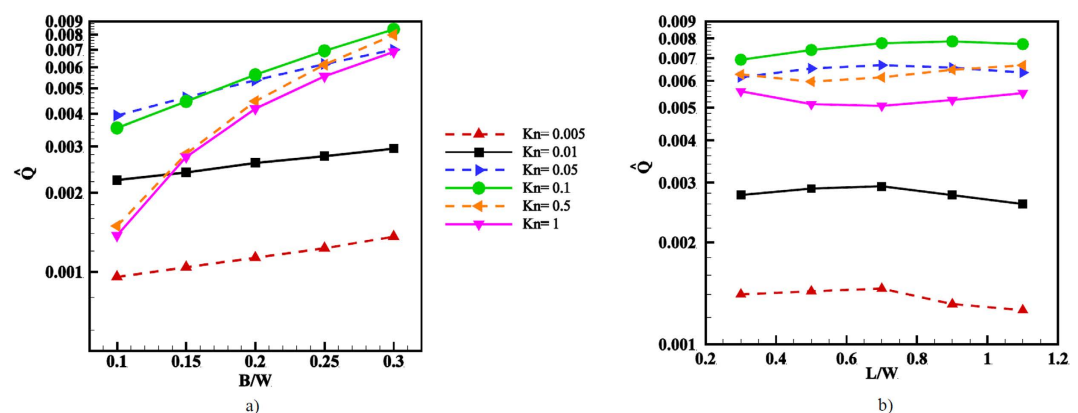 0.009
0.008
0.007
0.006
0.005
0.004
0.003
0.002
0.001
Q̂
0.1 0.15 0.2 0.25 0.3
B/W
a)
Kn= 0.005
Kn= 0.01
Kn= 0.05
Kn= 0.1
Kn= 0.5
Kn= 1
0.009
0.008
0.007
0.006
0.005
0.004
0.003
0.002
0.001
Q̂
0.2 0.4 0.6 0.8 1 1.2
L/W
b)